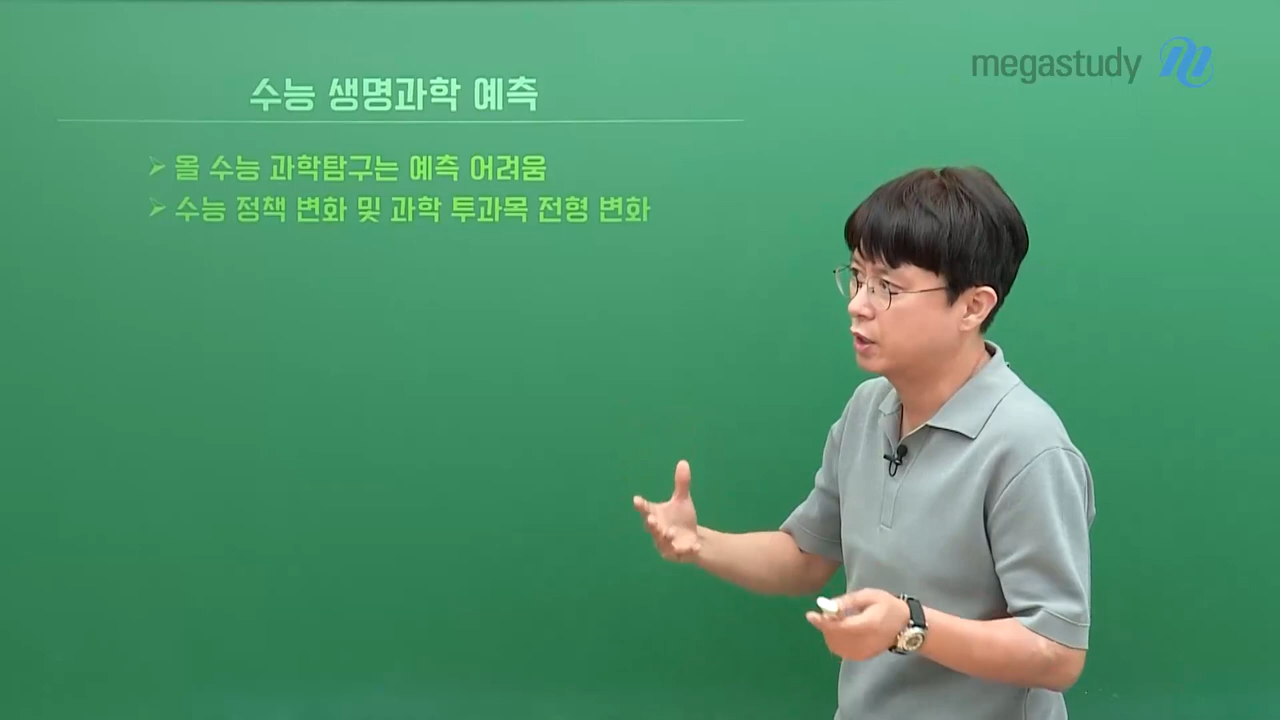 megastudy
수능 생명과학 예측
올 수능 과학탐구는 예측 어려움
수능 정책 변화 및 과학 투과목 전형 변화